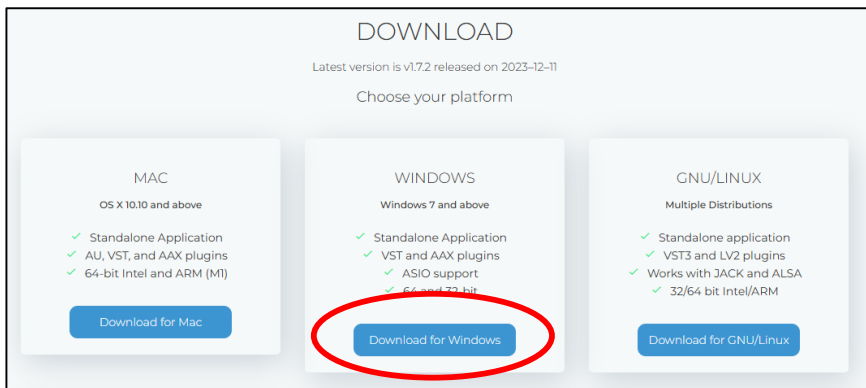 DOWNLOAD
Latest version is v1.7.2 released on 2023–12–11
Choose your platform
MAC
OS X 10.10 and above
Standalone Application
AU, VST, and AAX plugins
64-bit Intel and ARM (M1)
Download for Mac
WINDOWS
Windows 7 and above
Standalone Application
VST and AAX plugins
ASIO support
64 and 32-bit
Download for Windows
GNU/LINUX
Multiple Distributions
Standalone application
VST3 and LV2 plugins
Works with JACK and ALSA
32/64 bit Intel/ARM
Download for GNU/Linux